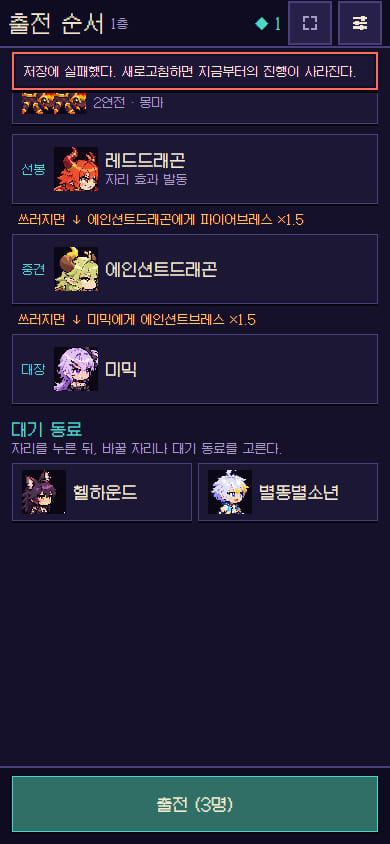 출전 순서 1층
◆ 1
저장에 실패했다. 새로고침하면 지금부터의 진행이 사라진다.
2연전 · 몽마
선봉
레드드래곤
자리 효과 발동
쓰러지면 ↓ 에인션트드래곤에게 파이어브레스 ×1.5
중견
에인션트드래곤
쓰러지면 ↓ 미믹에게 에인션트브레스 ×1.5
대장
미믹
대기 동료
자리를 누른 뒤, 바꿀 자리나 대기 동료를 고른다.
헬하운드
별똥별소년
출전 (3명)